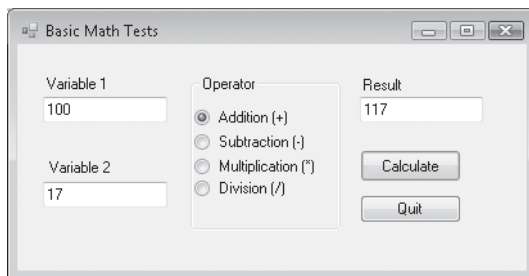 Basic Math Tests
Variable 1
100
Variable 2
17
Operator
Addition (+)
Subtraction (-)
Multiplication (*)
Division (/)
Result
117
Calculate
Quit